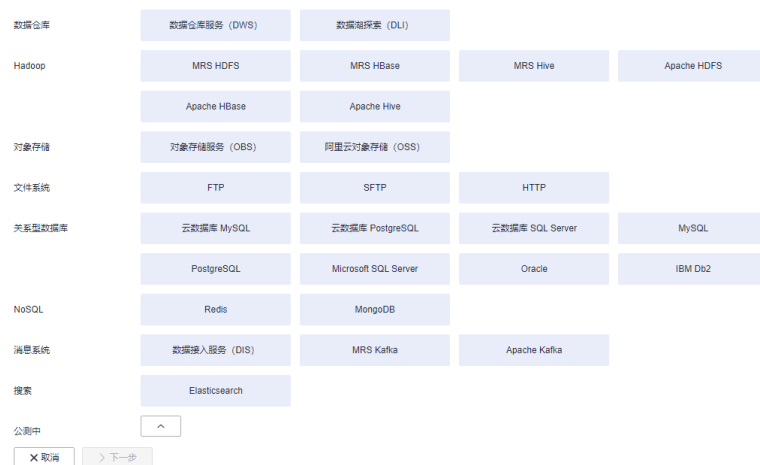 数据仓库 数据仓库服务（DWS） 数据湖探索（DLI）
Hadoop MRS HDFS MRS HBase MRS Hive Apache HDFS
Apache HBase Apache Hive
对象存储 对象存储服务（OBS） 阿里云对象存储（OSS）
文件系统 FTP SFTP HTTP
关系型数据库 云数据库 MySQL 云数据库 PostgreSQL 云数据库 SQL Server MySQL
PostgreSQL Microsoft SQL Server Oracle IBM Db2
NoSQL Redis MongoDB
消息系统 数据接入服务（DIS） MRS Kafka Apache Kafka
搜索 Elasticsearch
公测中
取消 下一步